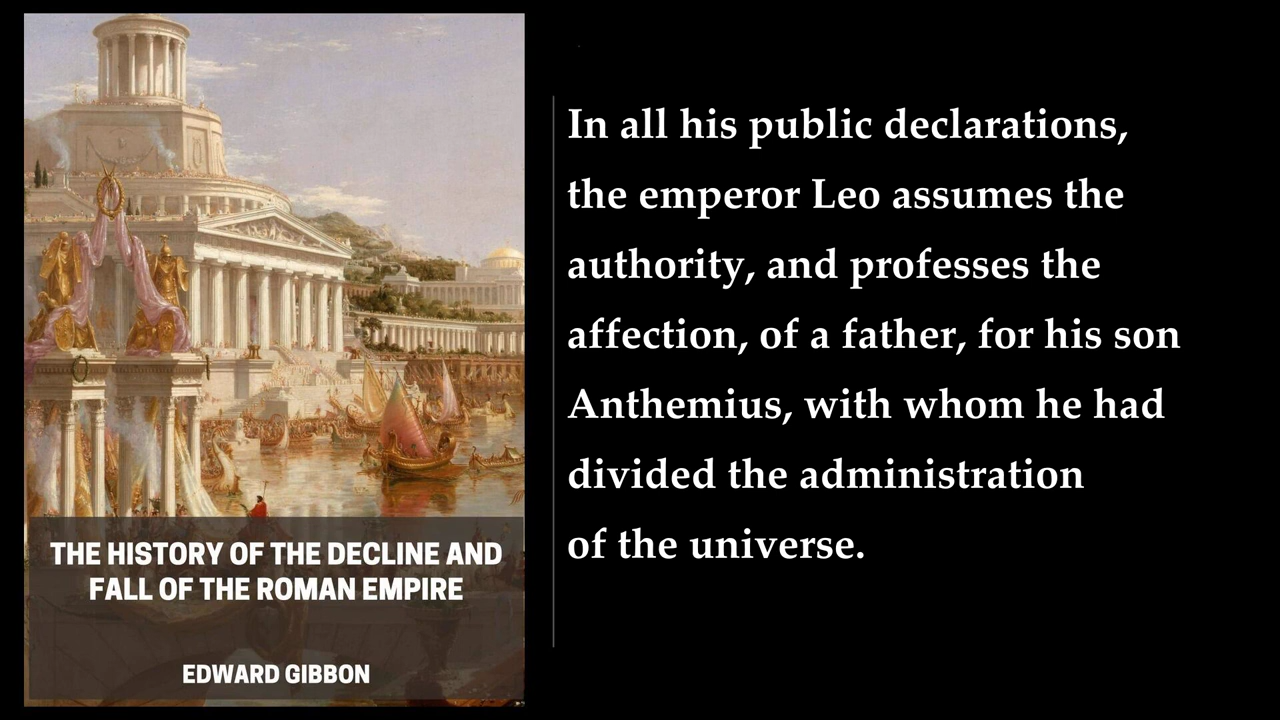 THE HISTORY OF THE DECLINE AND
FALL OF THE ROMAN EMPIRE
EDWARD GIBBON
In all his public declarations,
the emperor Leo assumes the
authority, and professes the
affection, of a father, for his son
Anthemius, with whom he had
divided the administration
of the universe.